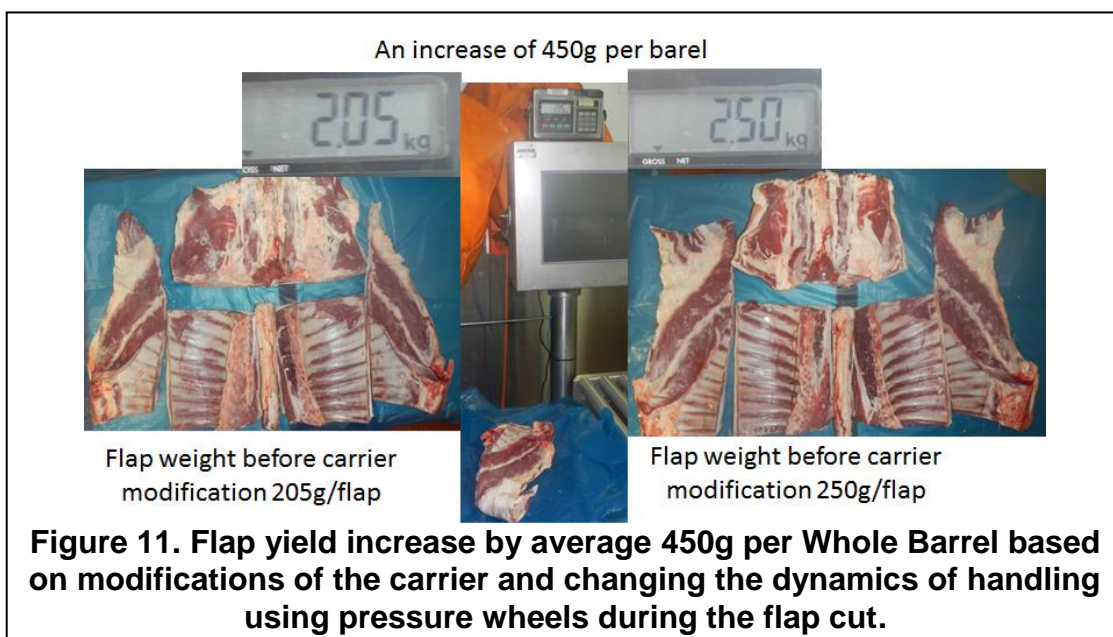 An increase of 450g per barel
2.05 kg
2.50 kg
GROSS NET
Flap weight before carrier
modification 205g/flap
Flap weight before carrier
modification 250g/flap
Figure 11. Flap yield increase by average 450g per Whole Barrel based
on modifications of the carrier and changing the dynamics of handling
using pressure wheels during the flap cut.